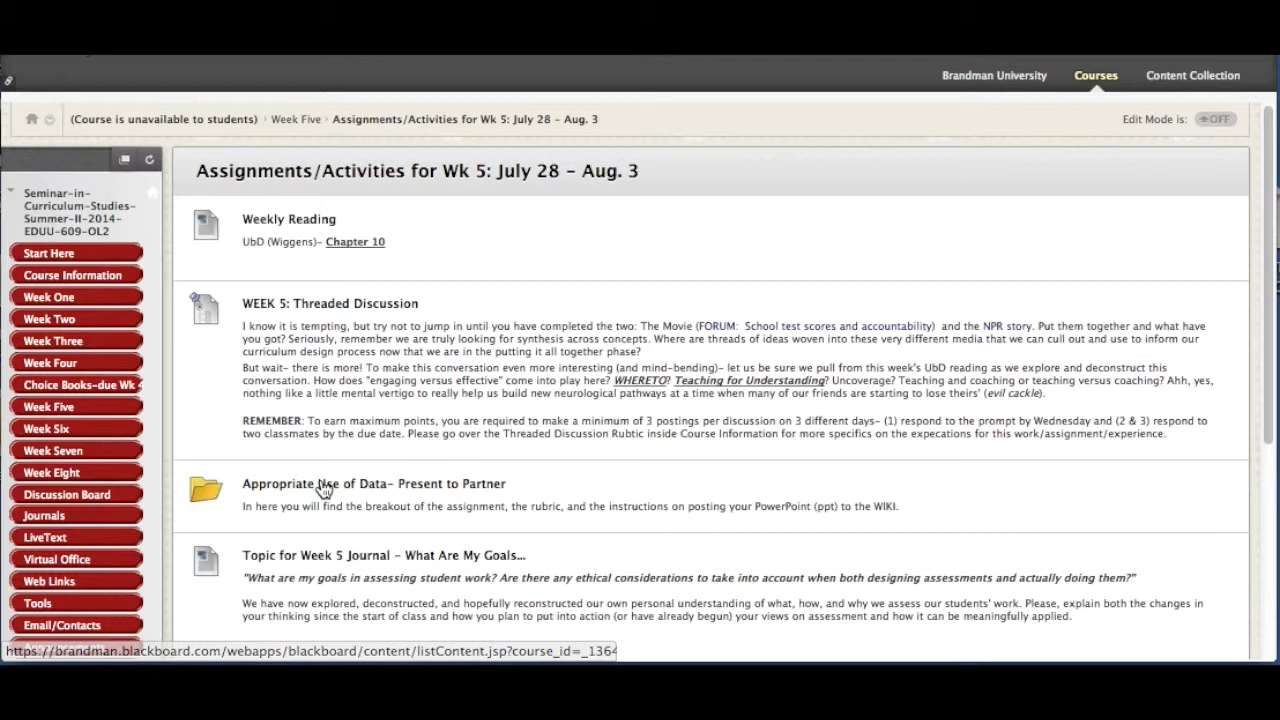 Brandman University
Courses
Content Collection
(Course is unavailable to students) › Week Five › Assignments/Activities for Wk 5: July 28 – Aug. 3
Edit Mode is: OFF
Seminar-in-
Curriculum-Studies-
Summer-II-2014-
EDUU-609-OL2
Start Here
Course Information
Week One
Week Two
Week Three
Week Four
Choice Books-due Wk 4
Week Five
Week Six
Week Seven
Week Eight
Discussion Board
Journals
LiveText
Virtual Office
Web Links
Tools
Email/Contacts
Assignments/Activities for Wk 5: July 28 – Aug. 3
Weekly Reading
UbD (Wiggens)- Chapter 10
WEEK 5: Threaded Discussion
I know it is tempting, but try not to jump in until you have completed the two: The Movie (FORUM: School test scores and accountability) and the NPR story. Put them together and what have
you got? Seriously, remember we are truly looking for synthesis across concepts. Where are threads of ideas woven into these very different media that we can cull out and use to inform our
curriculum design process now that we are in the putting it all together phase?
But wait- there is more! To make this conversation even more interesting (and mind-bending)- let us be sure we pull from this week's UbD reading as we explore and deconstruct this
conversation. How does "engaging versus effective" come into play here? WHERETO? Teaching for Understanding? Uncoverage? Teaching and coaching or teaching versus coaching? Ahh, yes,
nothing like a little mental vertigo to really help us build new neurological pathways at a time when many of our friends are starting to lose theirs' (evil cackle).
REMEMBER: To earn maximum points, you are required to make a minimum of 3 postings per discussion on 3 different days- (1) respond to the prompt by Wednesday and (2 & 3) respond to
two classmates by the due date. Please go over the Threaded Discussion Rubtic inside Course Information for more specifics on the expecations for this work/assignment/experience.
Appropriate Use of Data- Present to Partner
In here you will find the breakout of the assignment, the rubric, and the instructions on posting your PowerPoint (ppt) to the WIKI.
Topic for Week 5 Journal - What Are My Goals...
"What are my goals in assessing student work? Are there any ethical considerations to take into account when both designing assessments and actually doing them?"
We have now explored, deconstructed, and hopefully reconstructed our own personal understanding of what, how, and why we assess our students' work. Please, explain both the changes in
your thinking since the start of class and how you plan to put into action (or have already begun) your views on assessment and how it can be meaningfully applied.
https://brandman.blackboard.com/webapps/blackboard/content/listContent.jsp?course_id=_1364